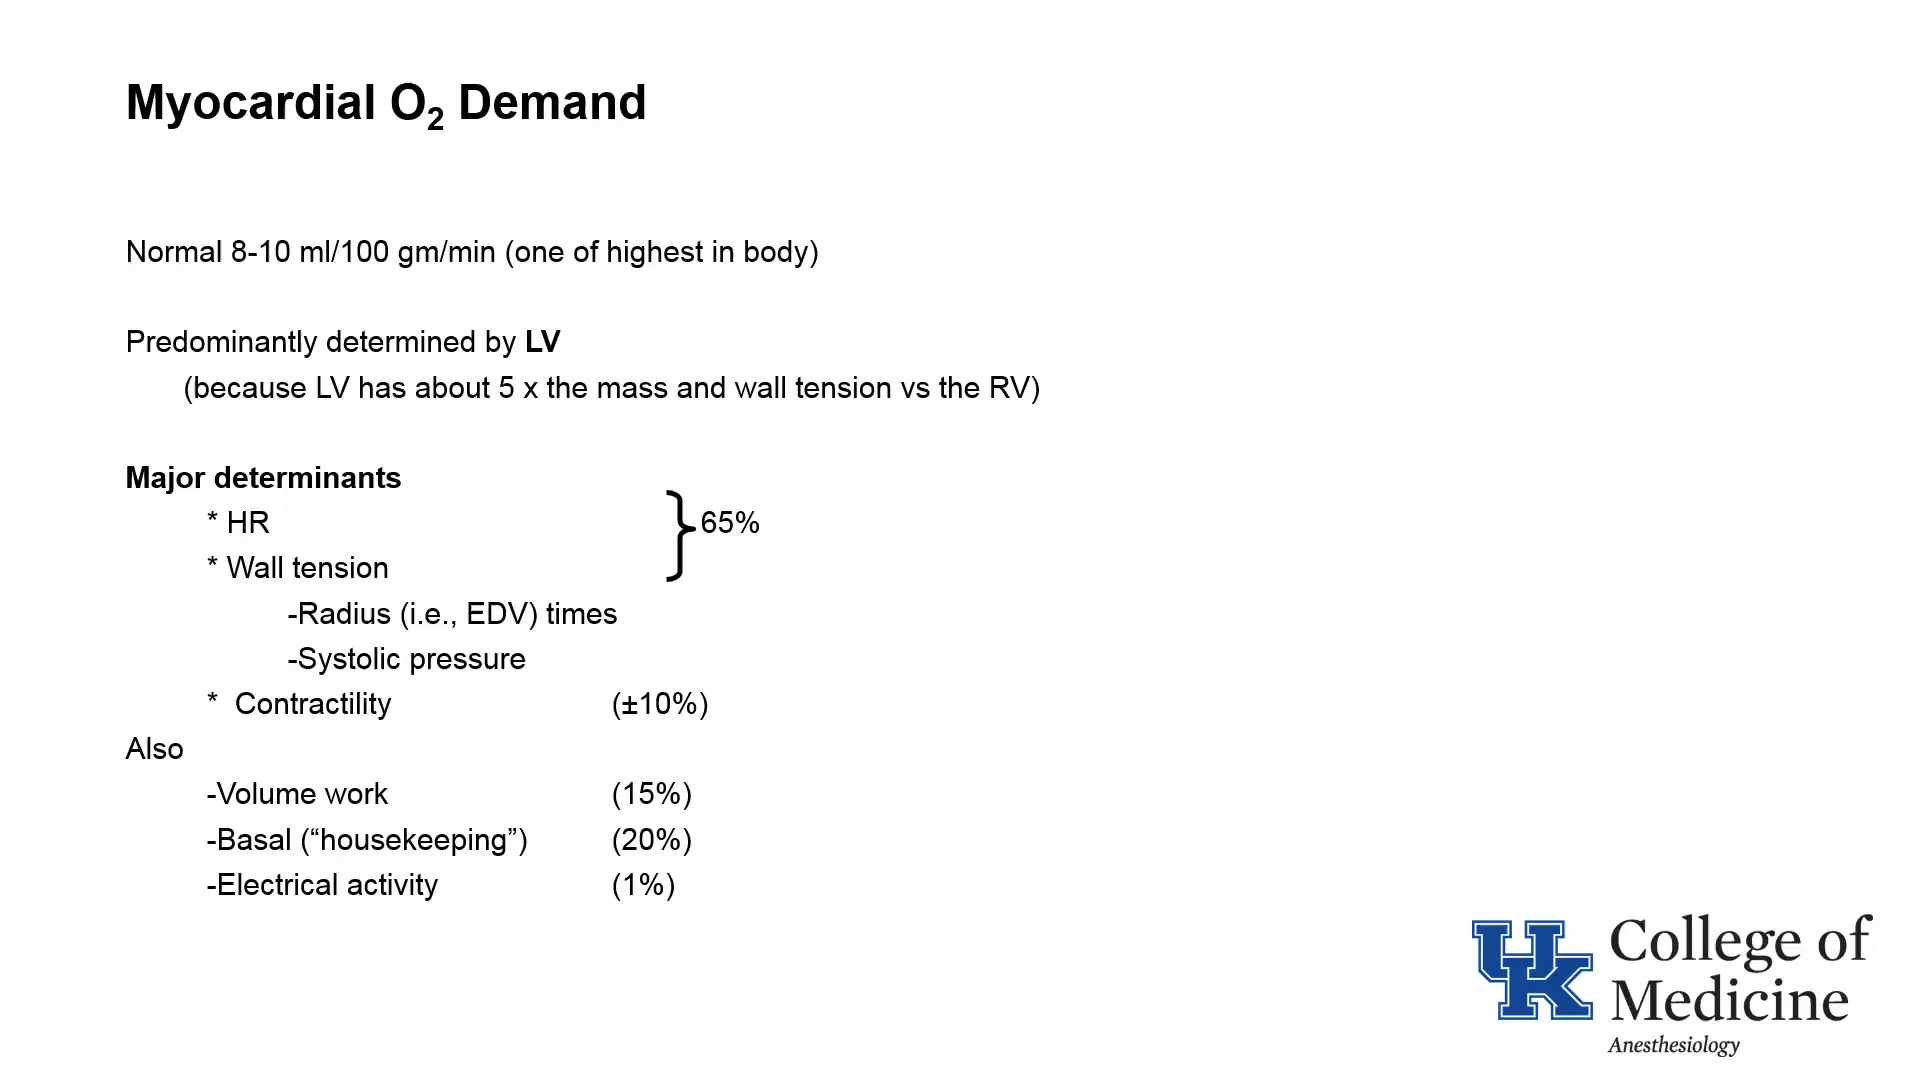 Myocardial O₂ Demand
Normal 8-10 ml/100 gm/min (one of highest in body)
Predominantly determined by LV
(because LV has about 5 x the mass and wall tension vs the RV)
Major determinants
* HR 65%
* Wall tension
-Radius (i.e., EDV) times
-Systolic pressure
* Contractility (±10%)
Also
-Volume work (15%)
-Basal (“housekeeping”) (20%)
-Electrical activity (1%)
UK
College of
Medicine
Anesthesiology